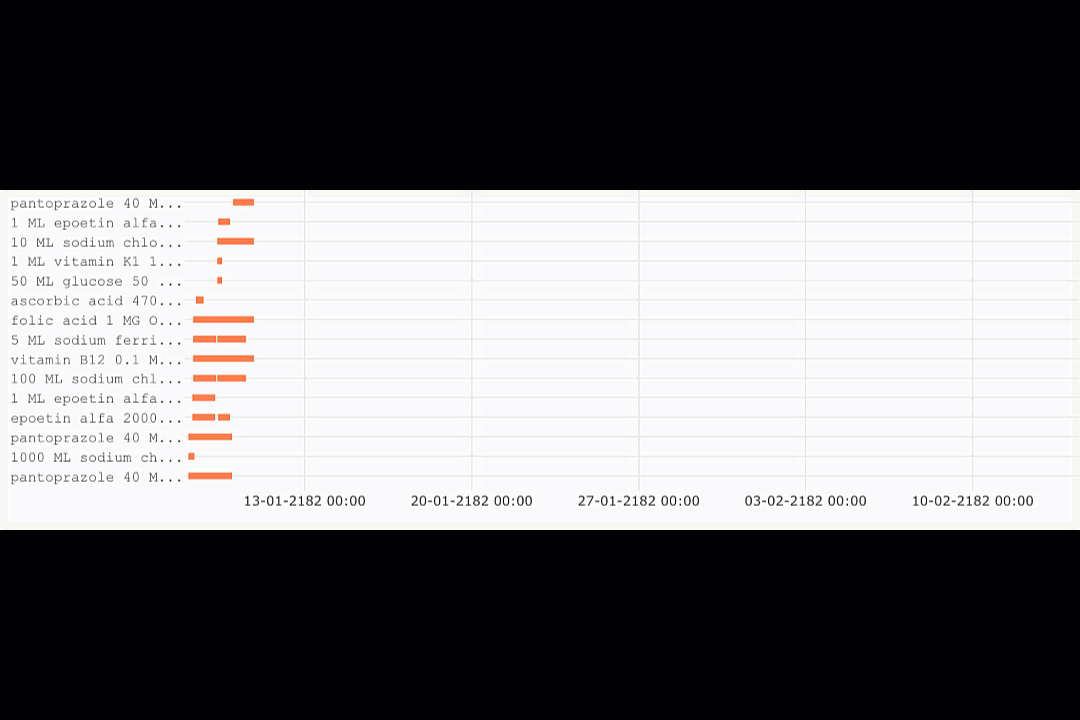 pantoprazole 40 M...
1 ML epoetin alfa...
10 ML sodium chlo...
1 ML vitamin K1 1...
50 ML glucose 50 ...
ascorbic acid 470...
folic acid 1 MG O...
5 ML sodium ferri...
vitamin B12 0.1 M...
100 ML sodium chl...
1 ML epoetin alfa...
epoetin alfa 2000...
pantoprazole 40 M...
1000 ML sodium ch...
pantoprazole 40 M...
13-01-2182 00:00 20-01-2182 00:00 27-01-2182 00:00 03-02-2182 00:00 10-02-2182 00:00